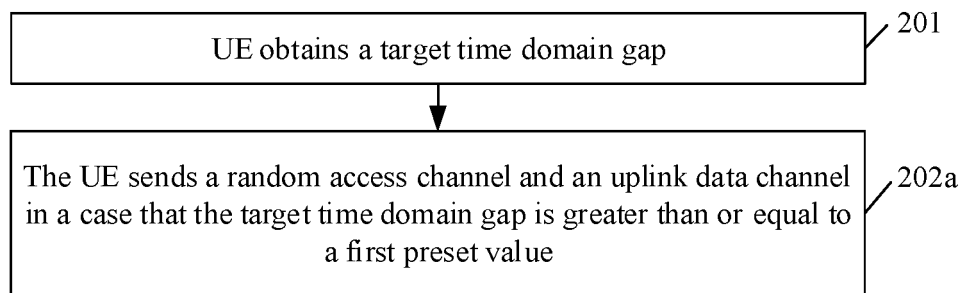 UE obtains a target time domain gap
201
The UE sends a random access channel and an uplink data channel
in a case that the target time domain gap is greater than or equal to
a first preset value
202a